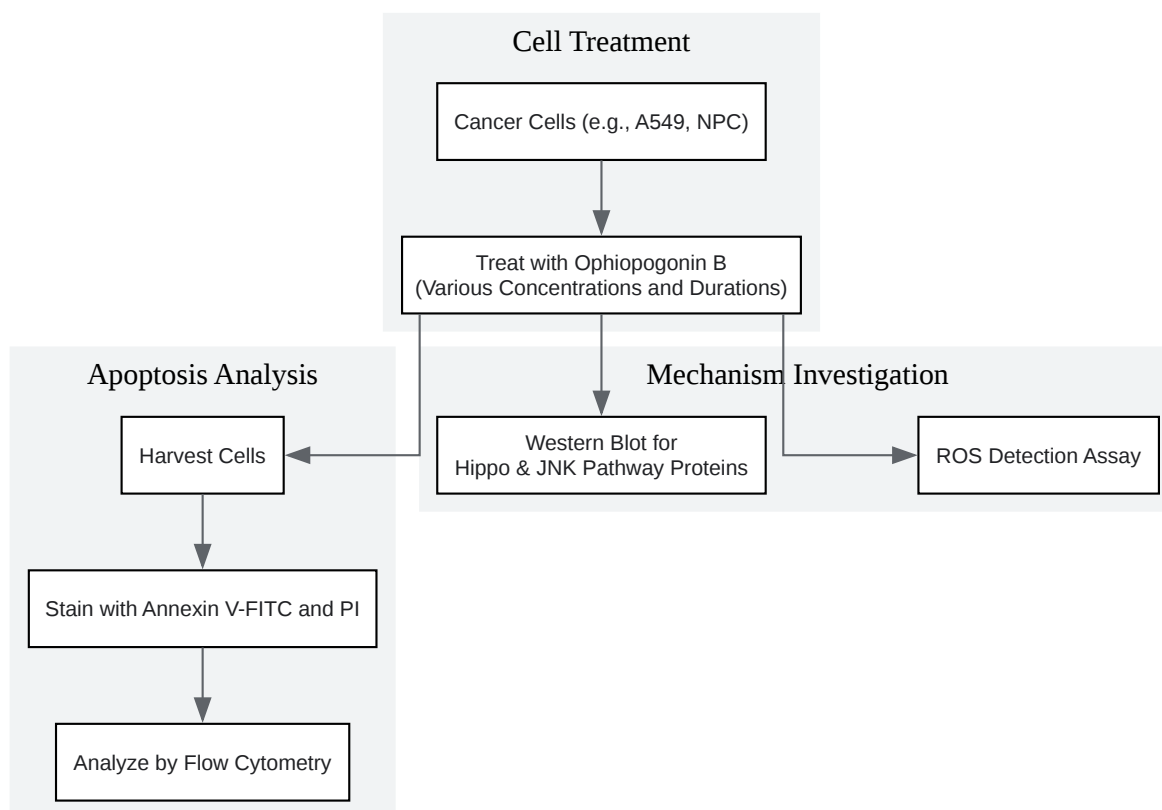 Cell Treatment
Cancer Cells (e.g., A549, NPC)
Treat with Ophiopogonin B
(Various Concentrations and Durations)
Apoptosis Analysis
Harvest Cells
Stain with Annexin V-FITC and PI
Analyze by Flow Cytometry
Mechanism Investigation
Western Blot for
Hippo & JNK Pathway Proteins
ROS Detection Assay